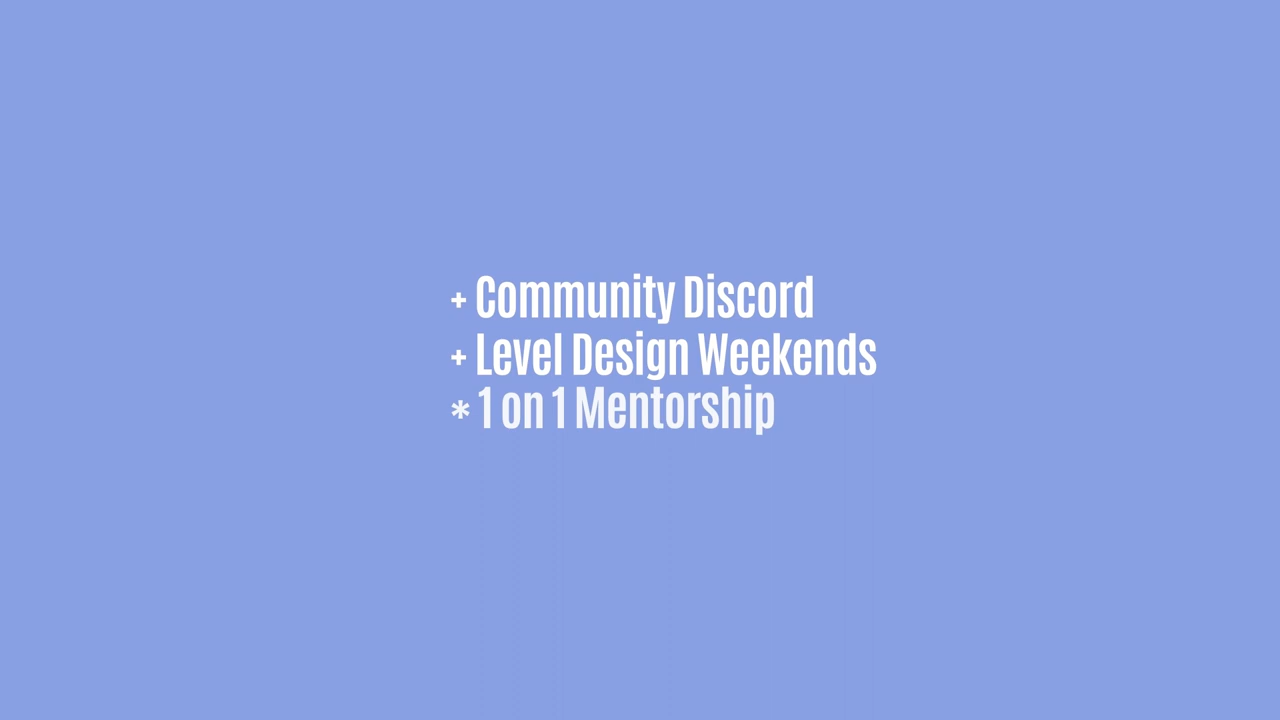 + Community Discord
+ Level Design Weekends
* 1 on 1 Mentorship